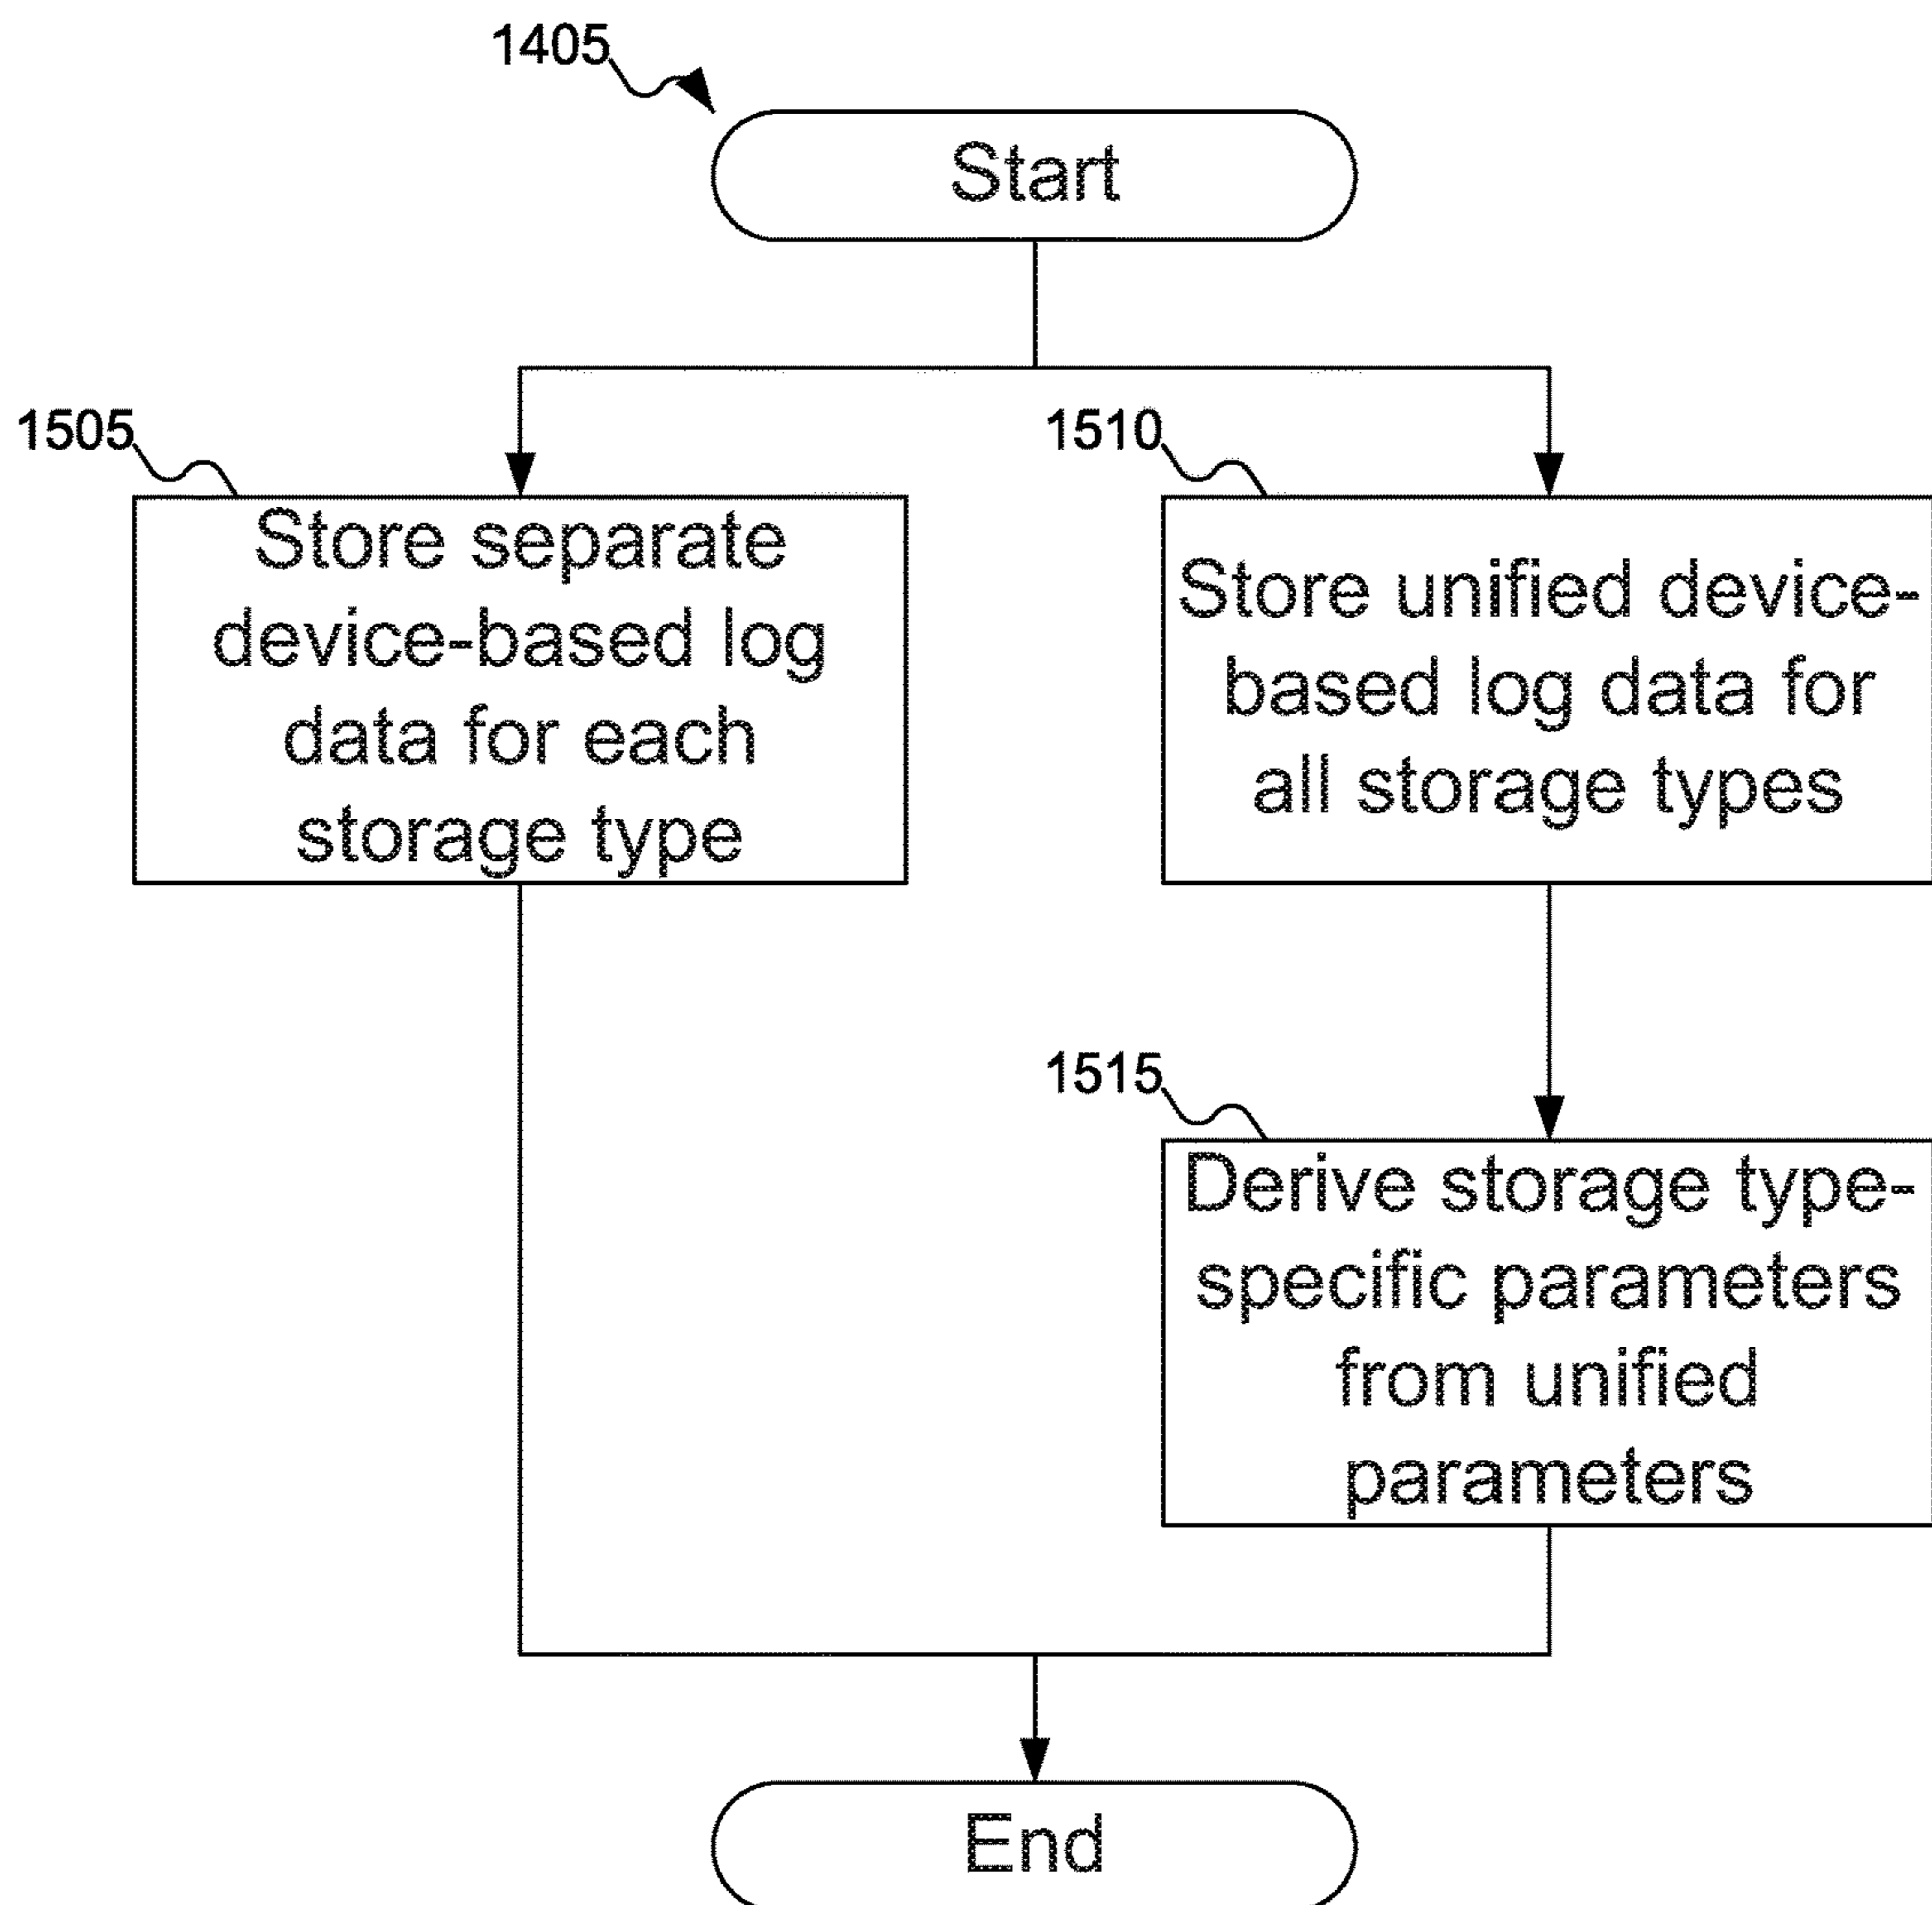 1405
Start
1505
Store separate
device-based log
data for each
storage type
1510
Store unified device-
based log data for
all storage types
1515
Derive storage type-
specific parameters
from unified
parameters
End